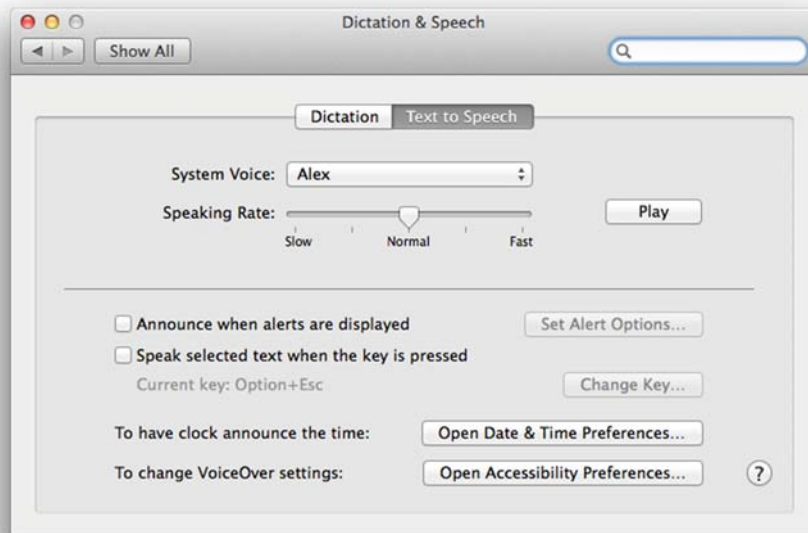 Dictation & Speech
Show All
Dictation Text to Speech
System Voice: Alex
Speaking Rate: Play
Slow Normal Fast
Announce when alerts are displayed Set Alert Options...
Speak selected text when the key is pressed
Current key: Option+Esc Change Key...
To have clock announce the time: Open Date & Time Preferences...
To change VoiceOver settings: Open Accessibility Preferences... ?